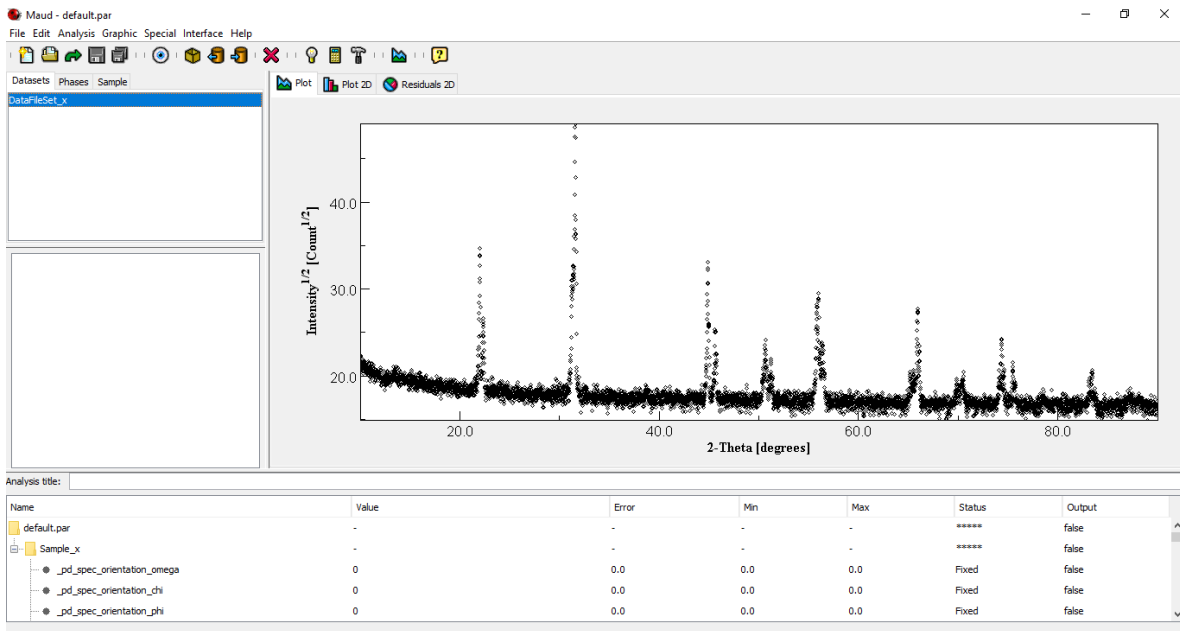 Maud - default.par
File Edit Analysis Graphic Special Interface Help
Datasets Phases Sample
DataFileSet_x
Plot Plot 2D Residuals 2D
Intensity1/2 [Count1/2]
40.0
30.0
20.0
20.0 40.0 60.0 80.0
2-Theta [degrees]
Analysis title:
Name Value Error Min Max Status Output
default.par - - - - ***** false
Sample_x - - - - ***** false
_pd_spec_orientation_omega 0 0.0 0.0 0.0 Fixed false
_pd_spec_orientation_chi 0 0.0 0.0 0.0 Fixed false
_pd_spec_orientation_phi 0 0.0 0.0 0.0 Fixed false